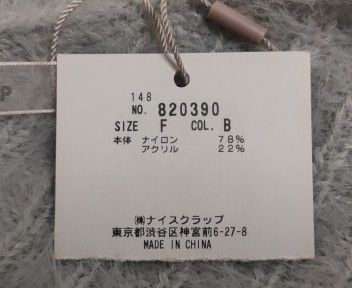 148
NO. 820390
SIZE F COL. B
本体 ナイロン 78%
アクリル 22%
㈱ナイスクラップ
東京都渋谷区神宮前6-27-8
MADE IN CHINA
P